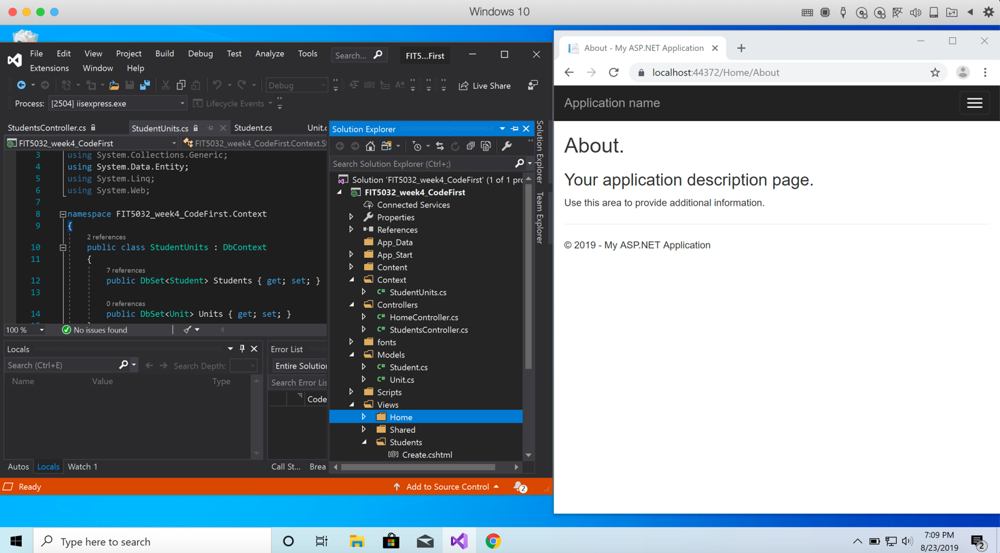 Windows 10
File Edit View Project Build Debug Test Analyze Tools
Search...
FIT5...First
Extensions Window Help
Debug
Live Share
Process: [2504] iisexpress.exe
Lifecycle Events
StudentsController.cs StudentUnits.cs Student.cs Unit.c
FIT5032_week4_CodeFirst
FIT5032_week4_CodeFirst.Context.St
3 using System.Collections.Generic;
4 using System.Data.Entity;
5 using System.Linq;
6 using System.Web;
7
8 namespace FIT5032_week4_CodeFirst.Context
9 {
2 references
10 public class StudentUnits : DbContext
11 {
7 references
12 public DbSet<Student> Students { get; set; }
13
0 references
14 public DbSet<Unit> Units { get; set; }
100 % No issues found
Locals
Search (Ctrl+E)
Search Depth:
Name Value Type
Autos Locals Watch 1
Error List
Entire Solution
Search Error Lis
Code
Call St... Brea
Solution Explorer
Search Solution Explorer (Ctrl+;)
Solution 'FIT5032_week4_CodeFirst' (1 of 1 pro
FIT5032_week4_CodeFirst
Connected Services
Properties
References
App_Data
App_Start
Content
Context
C# StudentUnits.cs
Controllers
C# HomeController.cs
C# StudentsController.cs
fonts
Models
C# Student.cs
C# Unit.cs
Scripts
Views
Home
Shared
Students
[@] Create.cshtml
Solution Explorer
Team Explorer
Ready
Add to Source Control
2
About - My ASP.NET Application
localhost:44372/Home/About
Application name
About.
Your application description page.
Use this area to provide additional information.
© 2019 - My ASP.NET Application
Type here to search
7:09 PM
8/23/2019
2